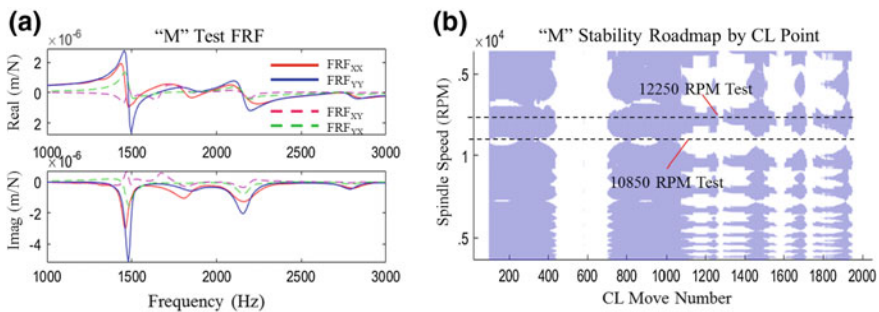 (a)
"M" Test FRF
×10⁻⁶
2
0
2
Real (m/N)
FRF_XX
FRF_YY
FRF_XY
FRF_YX
1000 1500 2000 2500 3000
×10⁻⁶
0
-2
-4
Imag (m/N)
1000 1500 2000 2500 3000
Frequency (Hz)
(b)
"M" Stability Roadmap by CL Point
×10⁴
.5
1
.5
Spindle Speed (RPM)
12250 RPM Test
10850 RPM Test
200 400 600 800 1000 1200 1400 1600 1800 2000
CL Move Number